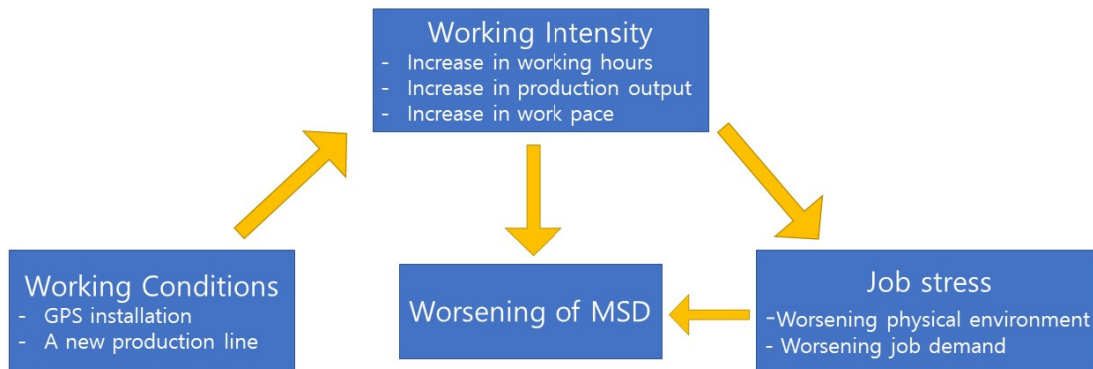 Working Intensity
- Increase in working hours
- Increase in production output
- Increase in work pace
Working Conditions
- GPS installation
- A new production line
Worsening of MSD
Job stress
-Worsening physical environment
- Worsening job demand